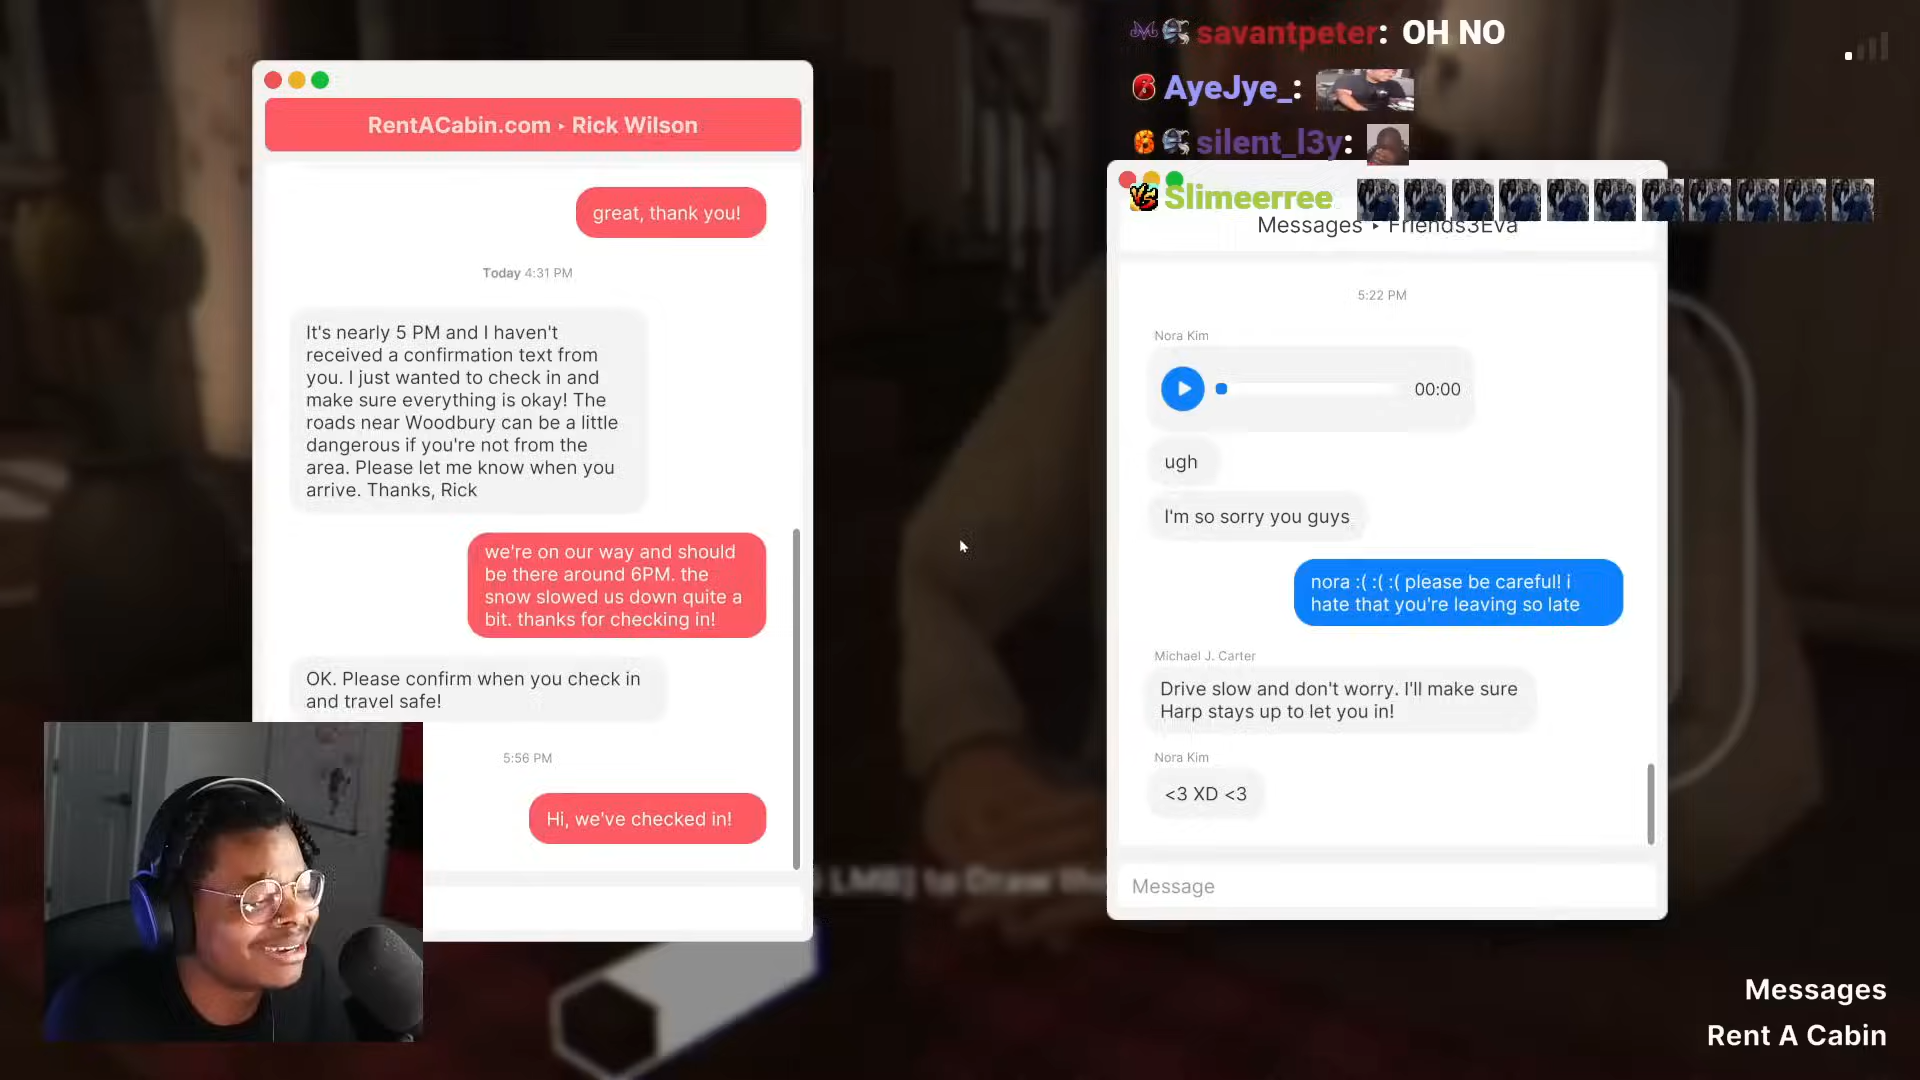 savantpeter: OH NO
AyeJye_:
silent_l3y:
Slimeerree
RentACabin.com ‣ Rick Wilson
great, thank you!
Today 4:31 PM
It's nearly 5 PM and I haven't
received a confirmation text from
you. I just wanted to check in and
make sure everything is okay! The
roads near Woodbury can be a little
dangerous if you're not from the
area. Please let me know when you
arrive. Thanks, Rick
we're on our way and should
be there around 6PM. the
snow slowed us down quite a
bit. thanks for checking in!
OK. Please confirm when you check in
and travel safe!
5:56 PM
Hi, we've checked in!
Messages ‣ Friends3Eva
5:22 PM
Nora Kim
00:00
ugh
I'm so sorry you guys
nora :( :( :( please be careful! i
hate that you're leaving so late
Michael J. Carter
Drive slow and don't worry. I'll make sure
Harp stays up to let you in!
Nora Kim
<3 XD <3
Message
LMB] to Draw
Messages
Rent A Cabin